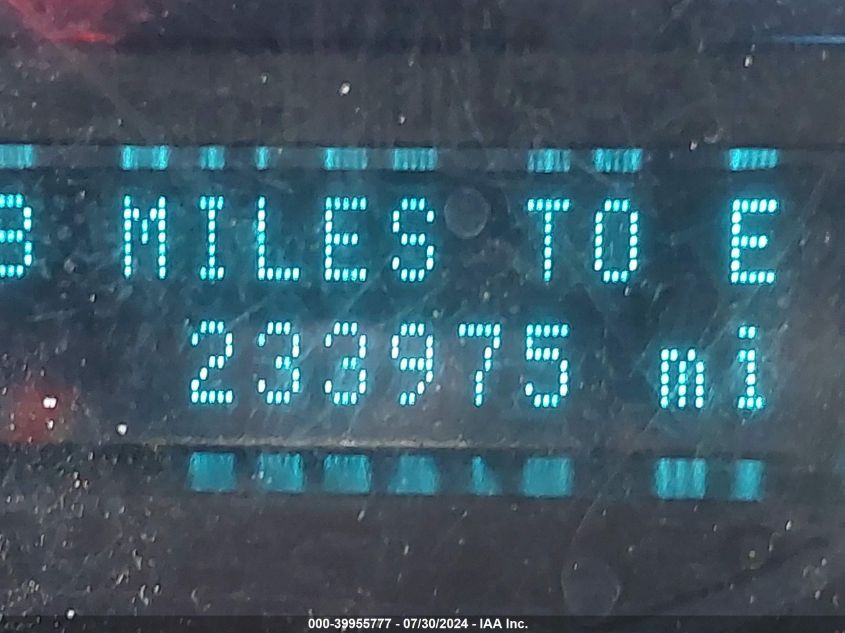 MILES TO E
233975 mi
000-39955777 - 07/30/2024 - IAA Inc.